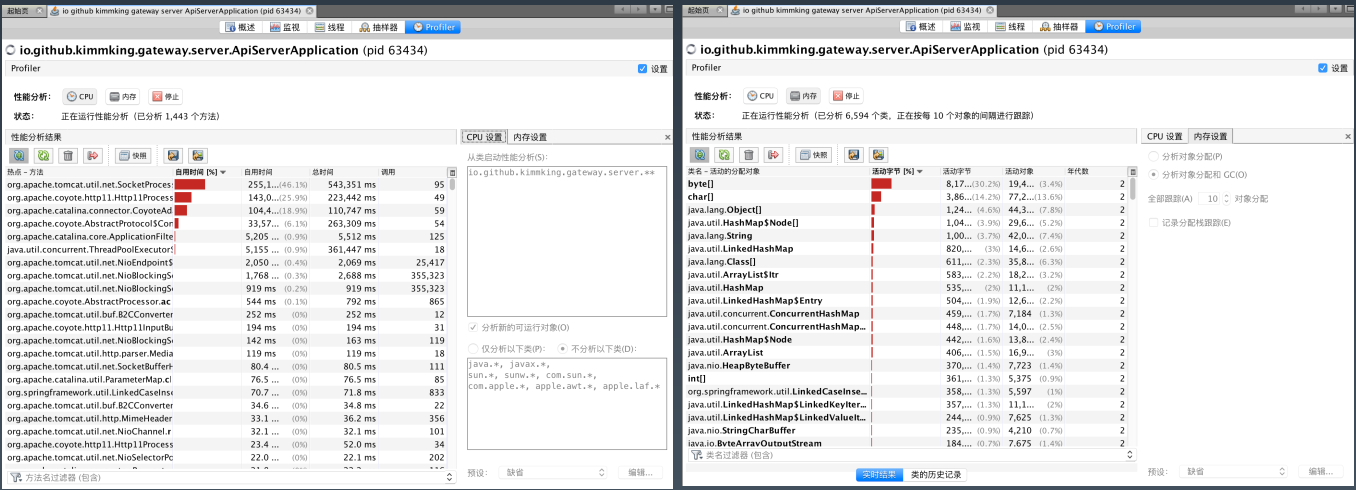 起始页 io github kimmking gateway server ApiServerApplication (pid 63434)
概述 监视 线程 抽样器 Profiler
io.github.kimmking.gateway.server.ApiServerApplication (pid 63434)
Profiler 设置
性能分析： CPU 内存 停止
状态： 正在运行性能分析（已分析 1,443 个方法）
性能分析结果
快照
热点 - 方法 自用时间 [%] 自用时间 总时间 调用
org.apache.tomcat.util.net.SocketProcess 255,1...(46.1%) 543,351 ms 95
org.apache.coyote.http11.Http11Process 143,0...(25.9%) 223,442 ms 49
org.apache.catalina.connector.CoyoteAd 104,4...(18.9%) 110,747 ms 59
org.apache.coyote.AbstractProtocol$Con 33,57... (6.1%) 263,309 ms 54
org.apache.catalina.core.ApplicationFilte 5,205 ... (0.9%) 5,512 ms 125
java.util.concurrent.ThreadPoolExecutor$ 5,155 ... (0.9%) 361,447 ms 18
org.apache.tomcat.util.net.NioEndpoint$ 2,050 ... (0.4%) 2,069 ms 25,417
org.apache.tomcat.util.net.NioBlockingSe 1,768 ... (0.3%) 2,688 ms 355,323
org.apache.tomcat.util.net.NioBlockingSe 919 ms (0.2%) 919 ms 355,323
org.apache.coyote.AbstractProcessor.ac 544 ms (0.1%) 792 ms 865
org.apache.tomcat.util.buf.B2CConverter 252 ms (0%) 252 ms 12
org.apache.coyote.http11.Http11InputBu 194 ms (0%) 194 ms 31
org.apache.tomcat.util.net.NioBlockingSe 142 ms (0%) 163 ms 119
org.apache.tomcat.util.http.parser.Media 119 ms (0%) 119 ms 18
org.apache.tomcat.util.net.SocketBufferH 80.4 ... (0%) 80.5 ms 111
org.apache.catalina.util.ParameterMap.cl 76.5 ... (0%) 76.5 ms 85
org.springframework.util.LinkedCaseInse 70.7 ... (0%) 71.8 ms 833
org.apache.tomcat.util.buf.B2CConverter 34.6 ... (0%) 34.6 ms 22
org.apache.tomcat.util.http.MimeHeader 33.1 ... (0%) 36.2 ms 356
org.apache.tomcat.util.net.NioChannel.r 32.1 ... (0%) 32.1 ms 101
org.apache.coyote.http11.Http11Process 23.4 ... (0%) 52.0 ms 34
org.apache.tomcat.util.net.NioSelectorPo 22.0 ... (0%) 22.1 ms 202
方法名过滤器 (包含)
CPU 设置 内存设置
从类启动性能分析(S):
io.github.kimmking.gateway.server.**
分析新的可运行对象(O)
仅分析以下类(P): 不分析以下类(D):
java.*, javax.*,
sun.*, sunw.*, com.sun.*,
com.apple.*, apple.awt.*, apple.laf.*
预设： 缺省 编辑...
起始页 io github kimmking gateway server ApiServerApplication (pid 63434)
概述 监视 线程 抽样器 Profiler
io.github.kimmking.gateway.server.ApiServerApplication (pid 63434)
Profiler 设置
性能分析： CPU 内存 停止
状态： 正在运行性能分析（已分析 6,594 个类，正在按每 10 个对象的间隔进行跟踪）
性能分析结果
快照
类名 - 活动的分配对象 活动字节 [%] 活动字节 活动对象 年代数
byte[] 8,17...(30.2%) 19,4... (3.4%) 2
char[] 3,86...(14.2%) 77,2...(13.6%) 2
java.lang.Object[] 1,24... (4.6%) 44,3... (7.8%) 2
java.util.HashMap$Node[] 1,04... (3.9%) 29,6... (5.2%) 2
java.lang.String 1,00... (3.7%) 42,0... (7.4%) 2
java.util.LinkedHashMap 820,... (3%) 14,6... (2.6%) 2
java.lang.Class[] 611,... (2.3%) 35,8... (6.3%) 2
java.util.ArrayList$Itr 583,... (2.2%) 18,2... (3.2%) 2
java.util.HashMap 535,... (2%) 11,1... (2%) 2
java.util.LinkedHashMap$Entry 504,... (1.9%) 12,6... (2.2%) 2
java.util.concurrent.ConcurrentHashMap 459,... (1.7%) 7,184 (1.3%) 2
java.util.concurrent.ConcurrentHashMap... 448,... (1.7%) 14,0... (2.5%) 2
java.util.HashMap$Node 442,... (1.6%) 13,8... (2.4%) 2
java.util.ArrayList 406,... (1.5%) 16,9... (3%) 2
java.nio.HeapByteBuffer 370,... (1.4%) 7,723 (1.4%) 2
int[] 361,... (1.3%) 5,375 (0.9%) 2
org.springframework.util.LinkedCaseInse... 358,... (1.3%) 5,597 (1%) 2
java.util.LinkedHashMap$LinkedKeyIter... 357,... (1.3%) 11,1... (2%) 2
java.util.LinkedHashMap$LinkedValueIt... 244,... (0.9%) 7,625 (1.3%) 2
java.nio.StringCharBuffer 235,... (0.9%) 4,210 (0.7%) 2
java.io.ByteArrayOutputStream 184,... (0.7%) 7,675 (1.4%) 2
类名过滤器 (包含)
实时结果 类的历史记录
CPU 设置 内存设置
分析对象分配(P)
分析对象分配和 GC(O)
全部跟踪(A) 10 对象分配
记录分配栈跟踪(E)
预设： 缺省 编辑...